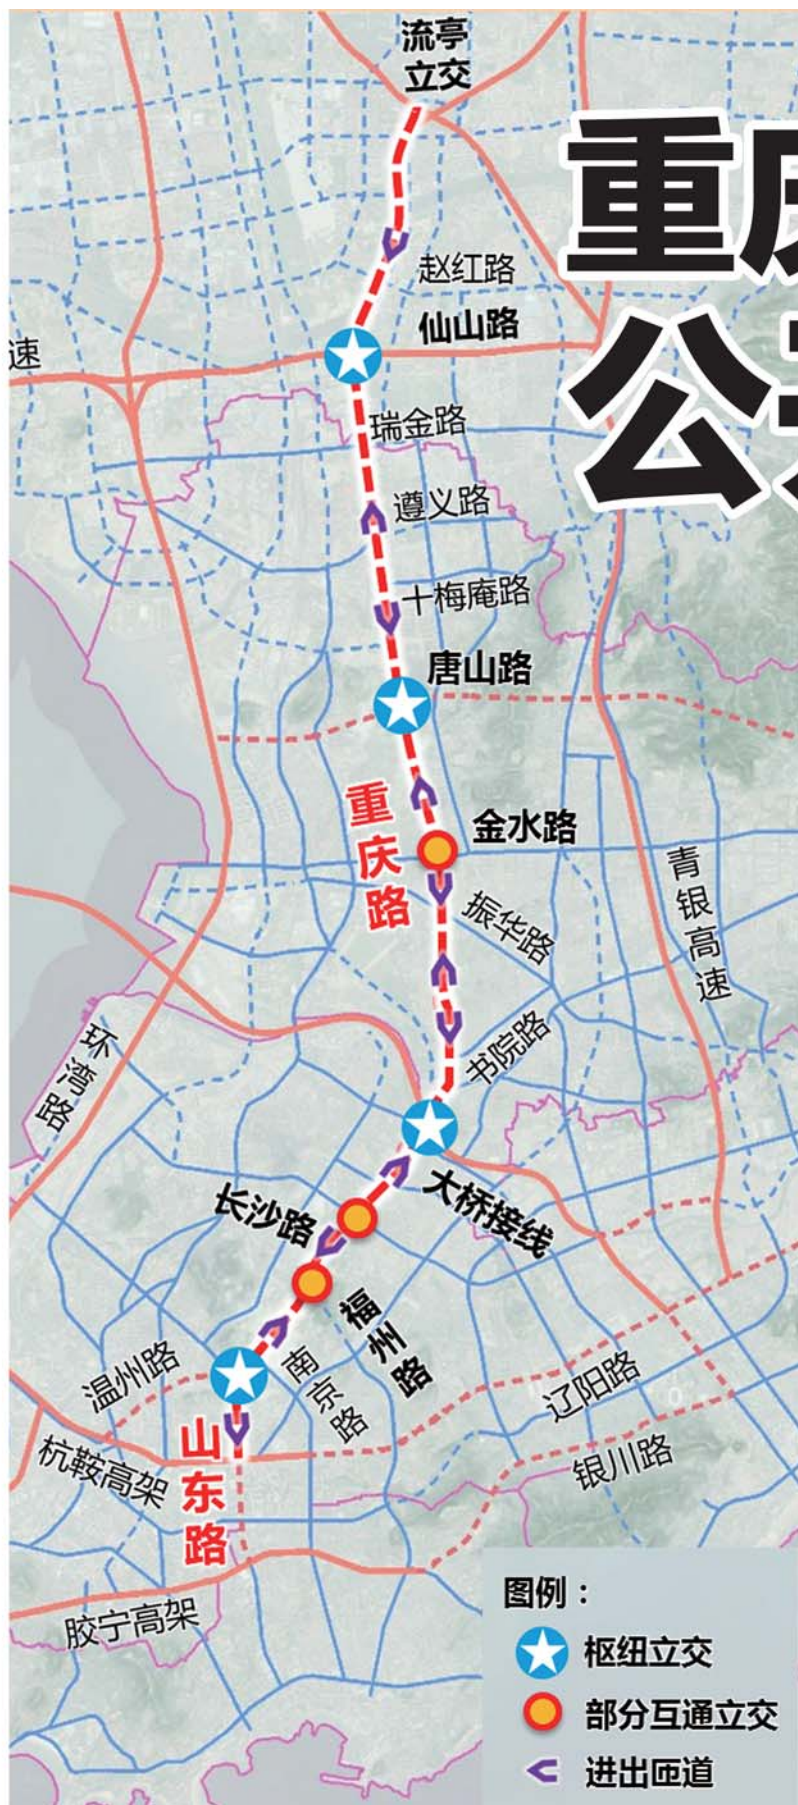 流亭
立交
重
公
赵红路
仙山路
速
瑞金路
遵义路
十梅庵路
唐山路
重庆路
金水路
青银高速
振华路
书院路
环湾路
大桥接线
长沙路
福州路
温州路
南京路
辽阳路
杭鞍高架
山东路
银川路
胶宁高架
图例：
枢纽立交
部分互通立交
进出匝道